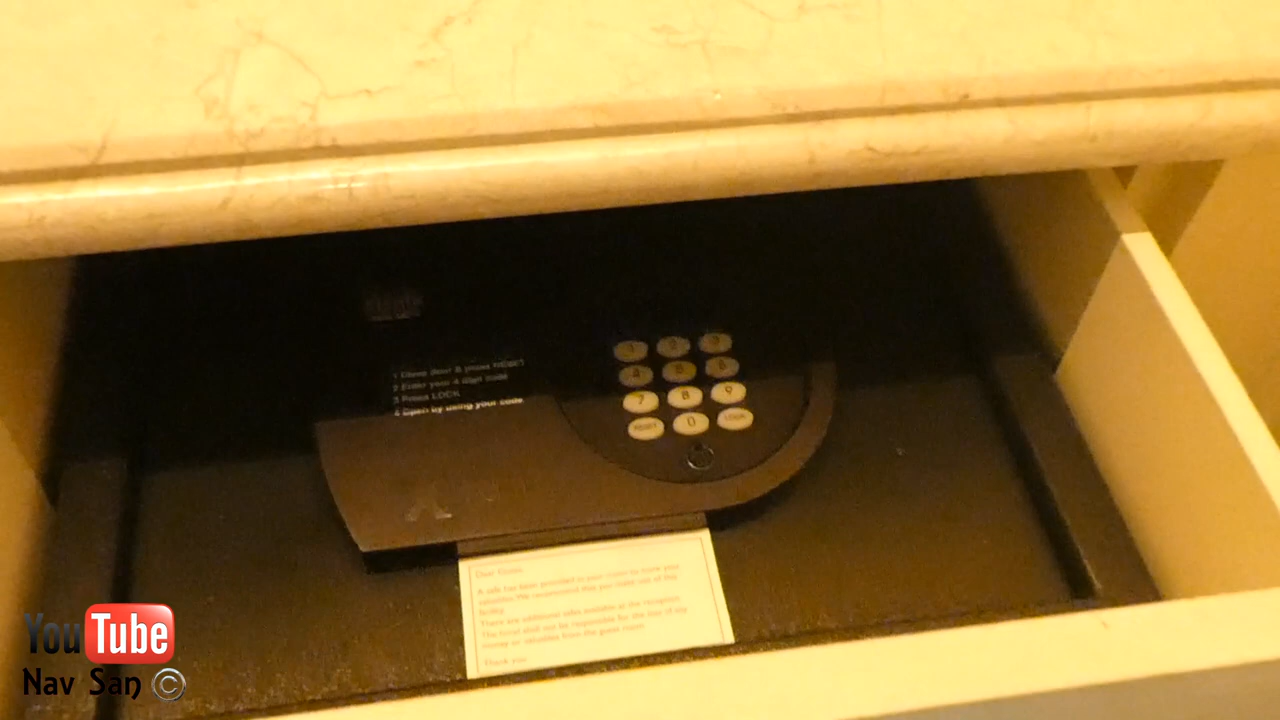 1 Close door & press RESET
2 Enter your 4 digit code
3 Press LOCK
4 Open by using your code
1 2 3
4 5 6
7 8 9
RESET 0 LOCK
Dear Guest,
A safe has been provided in your room to store your
valuables. We recommend that you make use of this
facility.
There are additional safes available at the reception.
The hotel shall not be responsible for the loss of any
money or valuables from the guest room.
Thank you
YouTube
Nav San ©